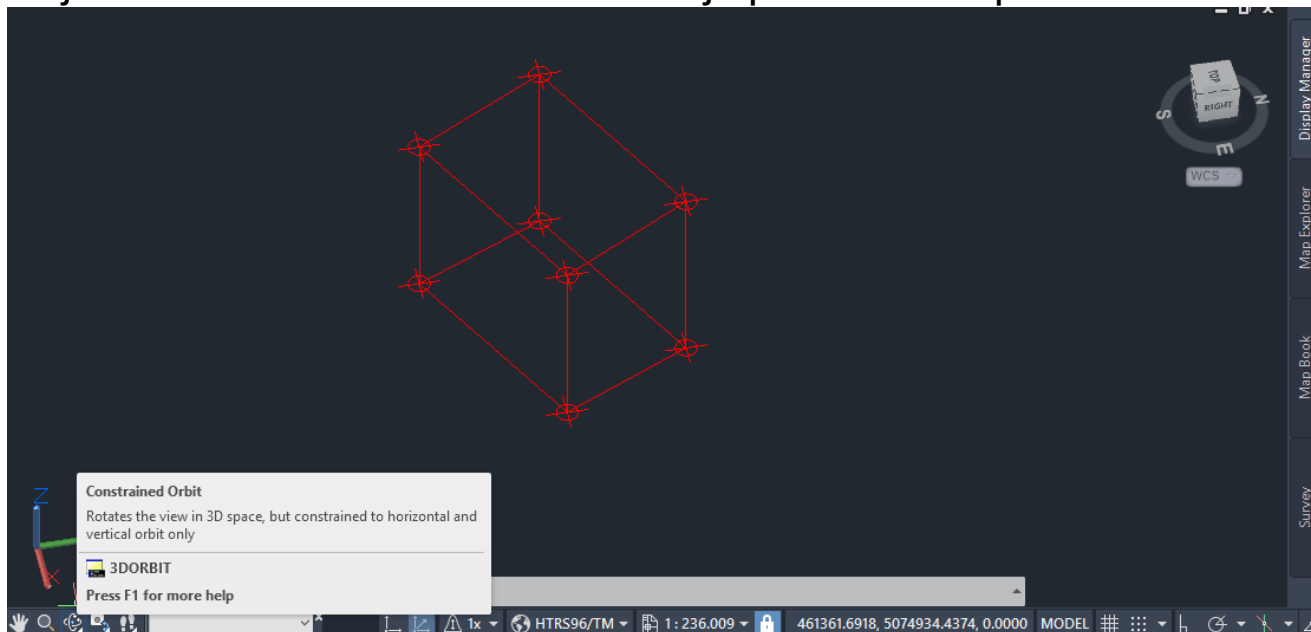 TOP
RIGHT
S
N
E
WCS
Display Manager
Map Explorer
Map Book
Survey
Z
X
Constrained Orbit
Rotates the view in 3D space, but constrained to horizontal and
vertical orbit only
3DORBIT
Press F1 for more help
1x HTRS96/TM 1:236.009 461361.6918, 5074934.4374, 0.0000 MODEL